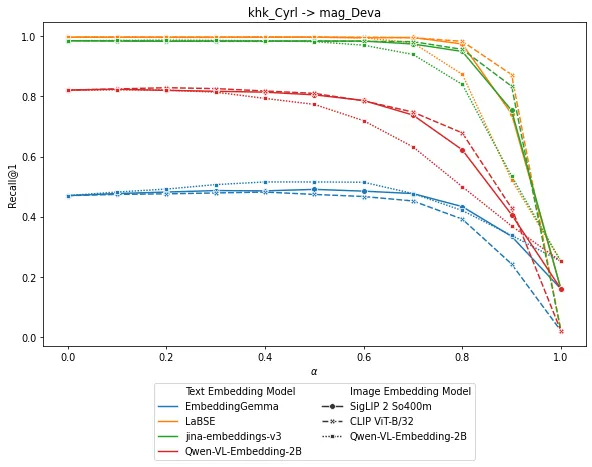 khk_Cyrl -> mag_Deva
1.0
0.8
0.6
0.4
0.2
0.0
Recall@1
0.0 0.2 0.4 0.6 0.8 1.0
α
Text Embedding Model Image Embedding Model
EmbeddingGemma SigLIP 2 So400m
LaBSE CLIP ViT-B/32
jina-embeddings-v3 Qwen-VL-Embedding-2B
Qwen-VL-Embedding-2B